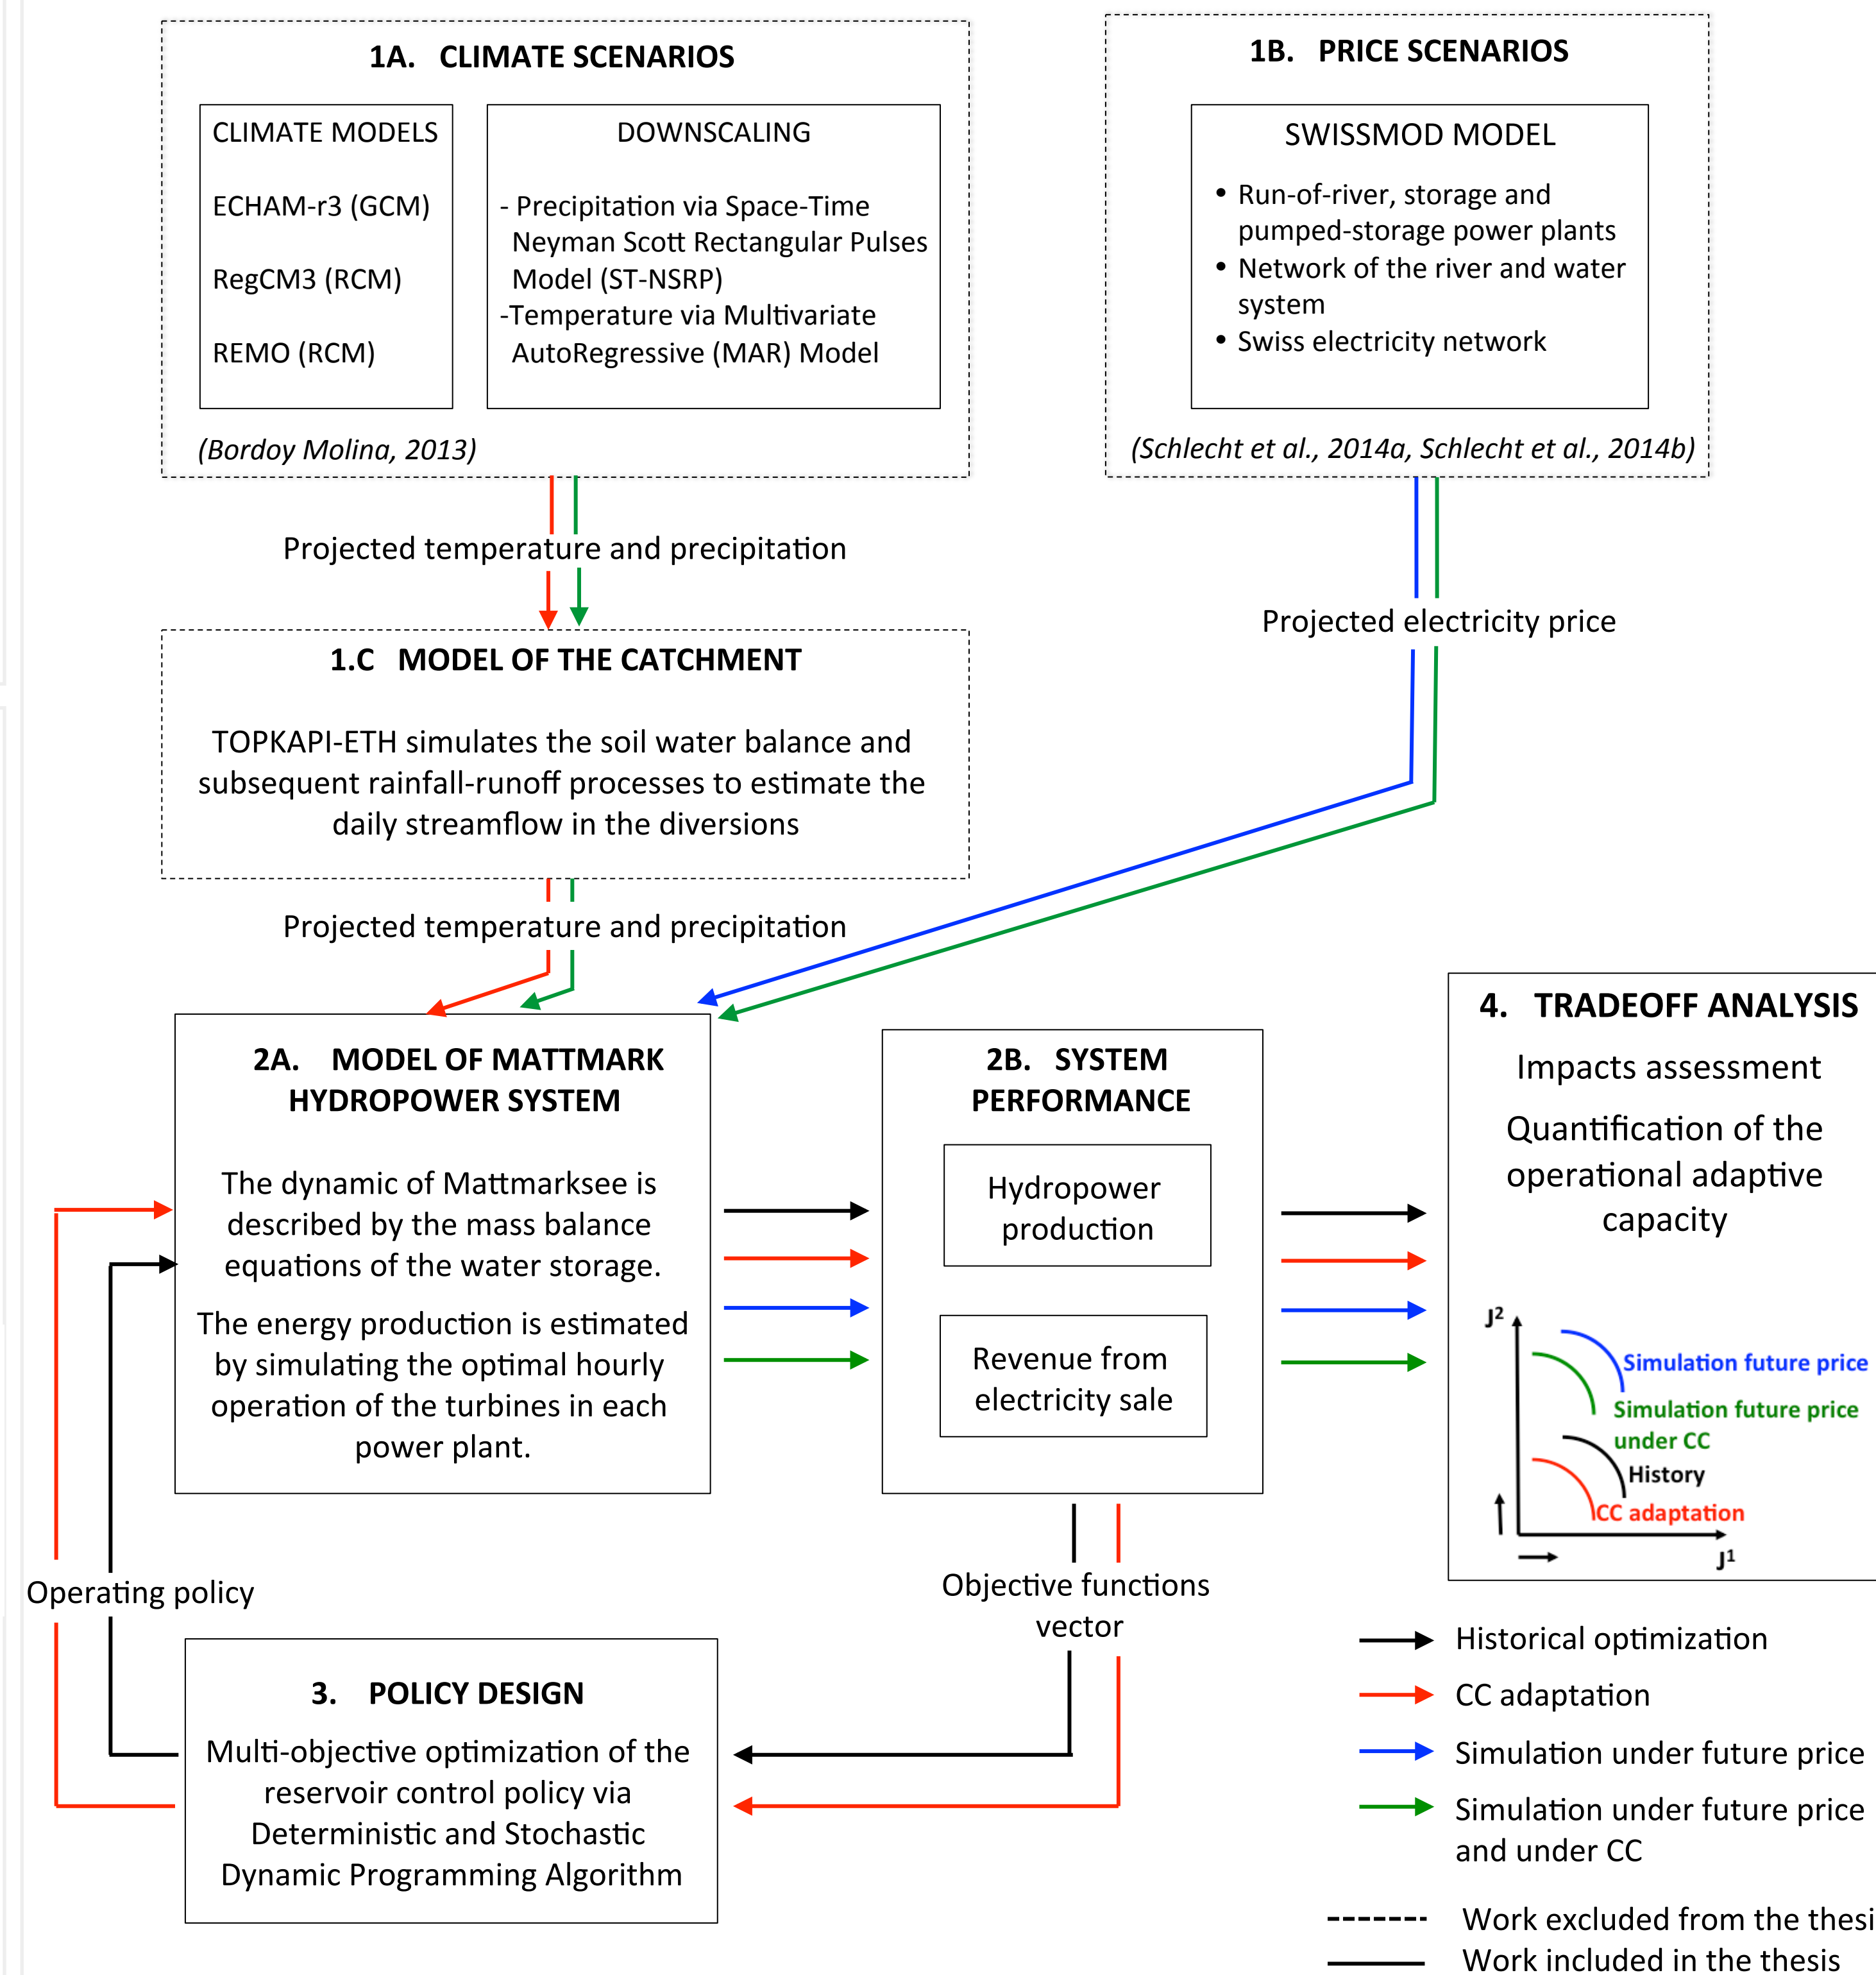 1A. CLIMATE SCENARIOS
CLIMATE MODELS
ECHAM-r3 (GCM)
RegCM3 (RCM)
REMO (RCM)
DOWNSCALING
- Precipitation via Space-Time
Neyman Scott Rectangular Pulses
Model (ST-NSRP)
-Temperature via Multivariate
AutoRegressive (MAR) Model
(Bordoy Molina, 2013)
1B. PRICE SCENARIOS
SWISSMOD MODEL
• Run-of-river, storage and
pumped-storage power plants
• Network of the river and water
system
• Swiss electricity network
(Schlecht et al., 2014a, Schlecht et al., 2014b)
Projected temperature and precipitation
Projected electricity price
1.C MODEL OF THE CATCHMENT
TOPKAPI-ETH simulates the soil water balance and
subsequent rainfall-runoff processes to estimate the
daily streamflow in the diversions
Projected temperature and precipitation
2A. MODEL OF MATTMARK
HYDROPOWER SYSTEM
The dynamic of Mattmarksee is
described by the mass balance
equations of the water storage.
The energy production is estimated
by simulating the optimal hourly
operation of the turbines in each
power plant.
2B. SYSTEM
PERFORMANCE
Hydropower
production
Revenue from
electricity sale
4. TRADEOFF ANALYSIS
Impacts assessment
Quantification of the
operational adaptive
capacity
J²
Simulation future price
Simulation future price
under CC
History
CC adaptation
J¹
Operating policy
Objective functions
vector
3. POLICY DESIGN
Multi-objective optimization of the
reservoir control policy via
Deterministic and Stochastic
Dynamic Programming Algorithm
Historical optimization
CC adaptation
Simulation under future price
Simulation under future price
and under CC
Work excluded from the thesi
Work included in the thesis